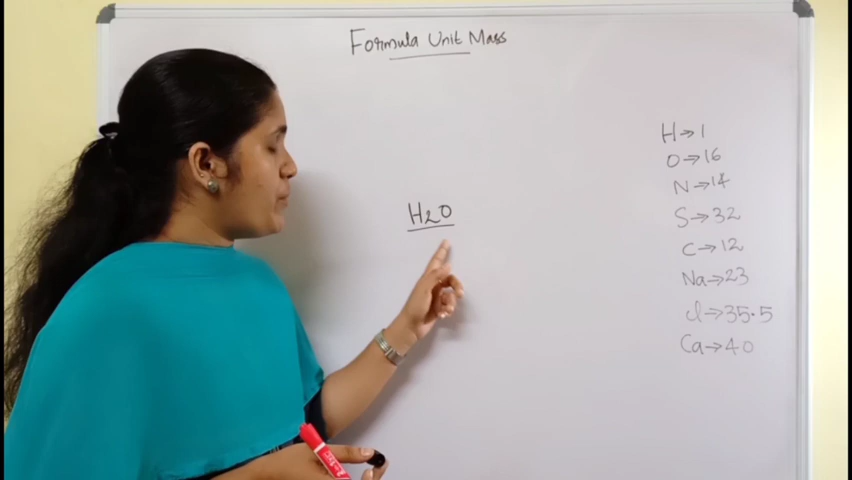 Formula Unit Mass
H2O
H→1
O→16
N→14
S→32
C→12
Na→23
Cl→35.5
Ca→40